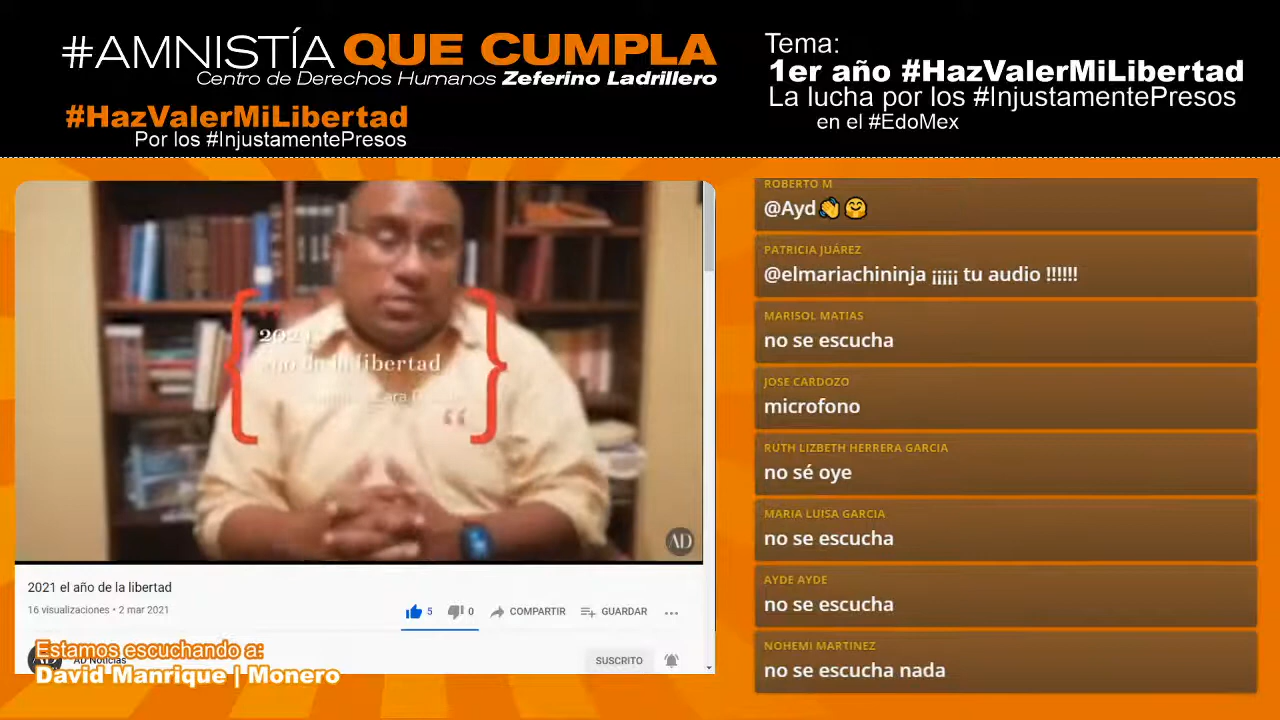 #AMNISTÍA QUE CUMPLA
Centro de Derechos Humanos Zeferino Ladrillero
#HazValerMiLibertad
Por los #InjustamentePresos
Tema:
1er año #HazValerMiLibertad
La lucha por los #InjustamentePresos
en el #EdoMex
2021
año de la libertad
AD
2021 el año de la libertad
16 visualizaciones • 2 mar 2021
5
0
COMPARTIR
GUARDAR
AD Noticias
SUSCRITO
Estamos escuchando a:
David Manrique | Monero
ROBERTO M
@Ayd👏🤗
PATRICIA JUÁREZ
@elmariachininja ¡¡¡¡¡ tu audio !!!!!!
MARISOL MATIAS
no se escucha
JOSE CARDOZO
microfono
RUTH LIZBETH HERRERA GARCIA
no sé oye
MARIA LUISA GARCIA
no se escucha
AYDE AYDE
no se escucha
NOHEMI MARTINEZ
no se escucha nada